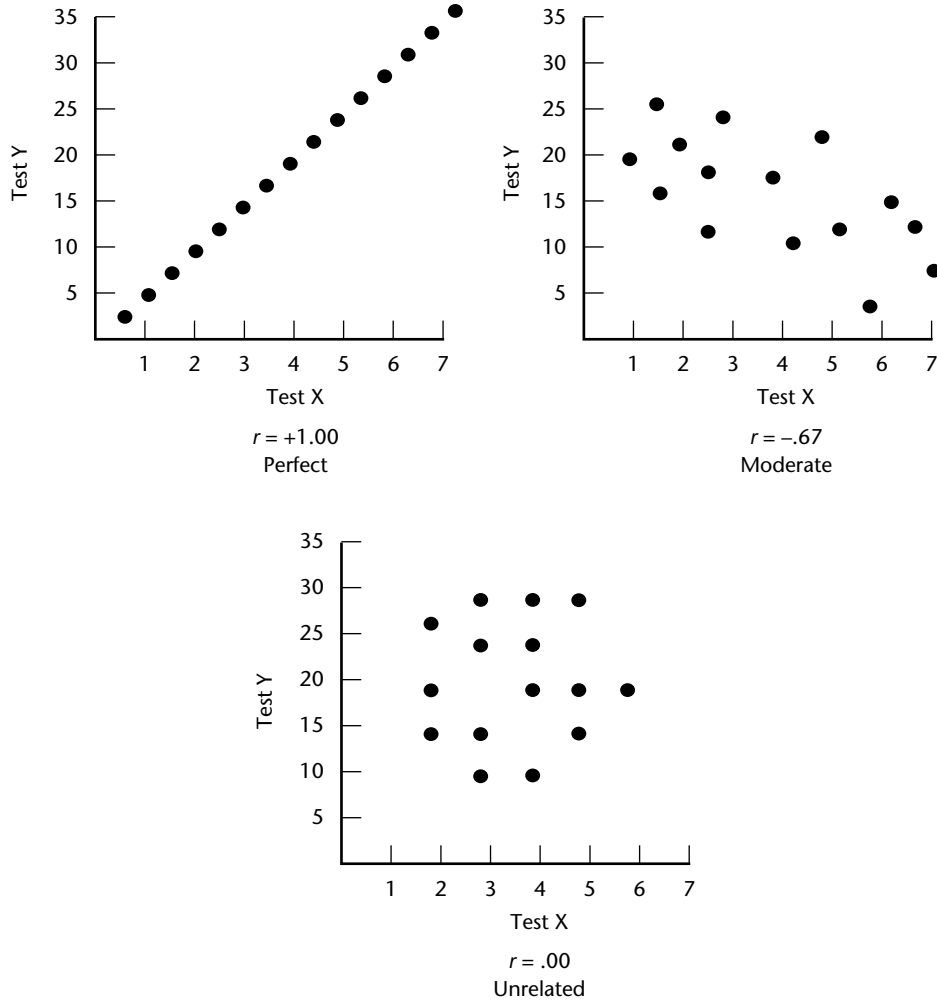 35
30
25
20
15
10
5
Test Y
1 2 3 4 5 6 7
Test X
r = +1.00
Perfect
35
30
25
20
15
10
5
Test Y
1 2 3 4 5 6 7
Test X
r = –.67
Moderate
35
30
25
20
15
10
5
Test Y
1 2 3 4 5 6 7
Test X
r = .00
Unrelated